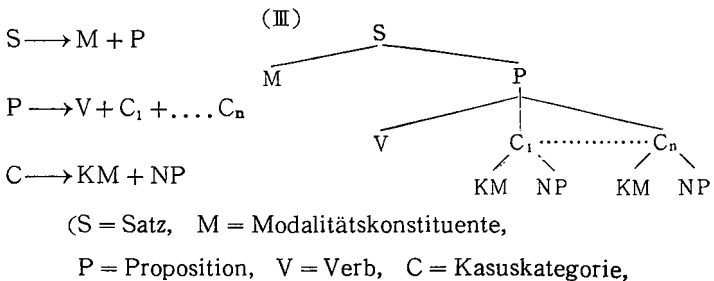 (Ⅲ)
S⟶M + P
S
M P
P⟶V + C₁ + .... Cₙ
V C₁ ········ Cₙ
C⟶KM + NP
KM NP KM NP
(S = Satz, M = Modalitätskonstituente,
P = Proposition, V = Verb, C = Kasuskategorie,